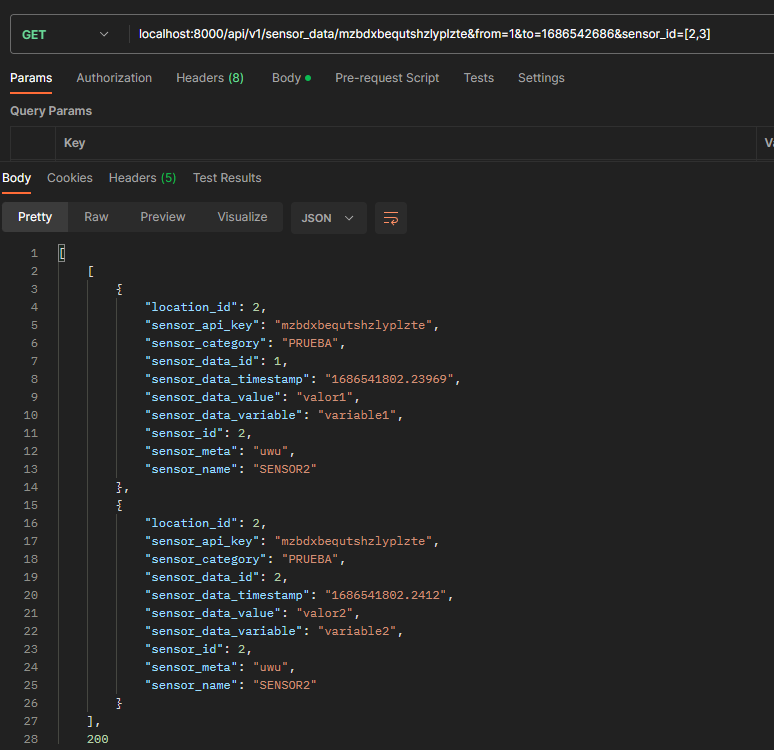 GET localhost:8000/api/v1/sensor_data/mzbdxbequtshzlyplzte&from=1&to=1686542686&sensor_id=[2,3]
Params Authorization Headers (8) Body Pre-request Script Tests Settings
Query Params
Key
Body Cookies Headers (5) Test Results
Pretty Raw Preview Visualize JSON
1 [
2 [
3 {
4 "location_id": 2,
5 "sensor_api_key": "mzbdxbequtshzlyplzte",
6 "sensor_category": "PRUEBA",
7 "sensor_data_id": 1,
8 "sensor_data_timestamp": "1686541802.23969",
9 "sensor_data_value": "valor1",
10 "sensor_data_variable": "variable1",
11 "sensor_id": 2,
12 "sensor_meta": "uwu",
13 "sensor_name": "SENSOR2"
14 },
15 {
16 "location_id": 2,
17 "sensor_api_key": "mzbdxbequtshzlyplzte",
18 "sensor_category": "PRUEBA",
19 "sensor_data_id": 2,
20 "sensor_data_timestamp": "1686541802.2412",
21 "sensor_data_value": "valor2",
22 "sensor_data_variable": "variable2",
23 "sensor_id": 2,
24 "sensor_meta": "uwu",
25 "sensor_name": "SENSOR2"
26 }
27 ],
28 200